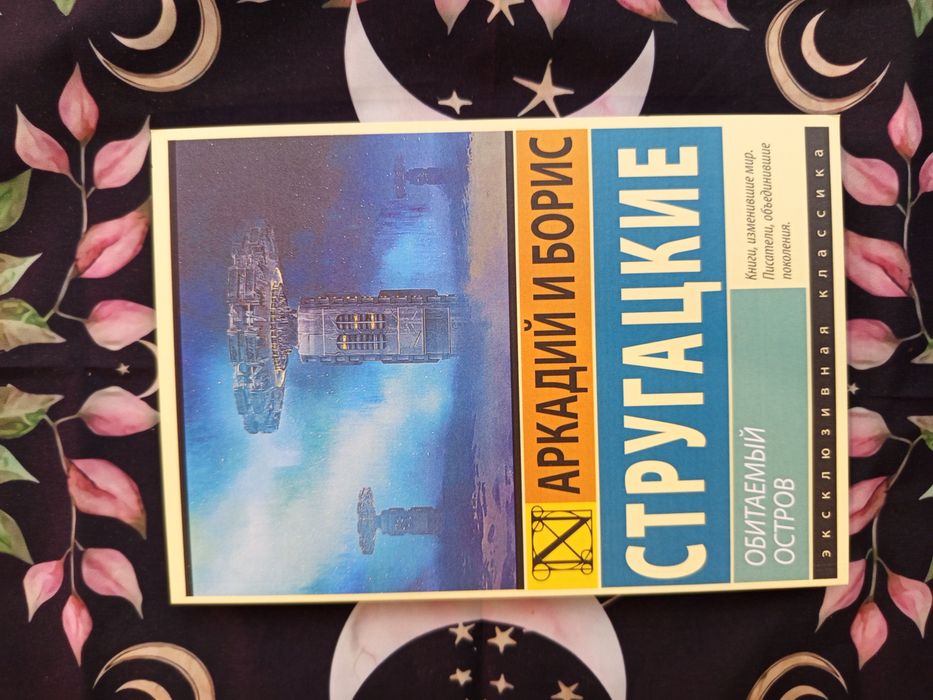 АРКАДИЙ И БОРИС
СТРУГАЦКИЕ
Книги, изменившие мир.
Писатели, объединившие
поколения.
ОБИТАЕМЫЙ
ОСТРОВ
эксклюзивная классика